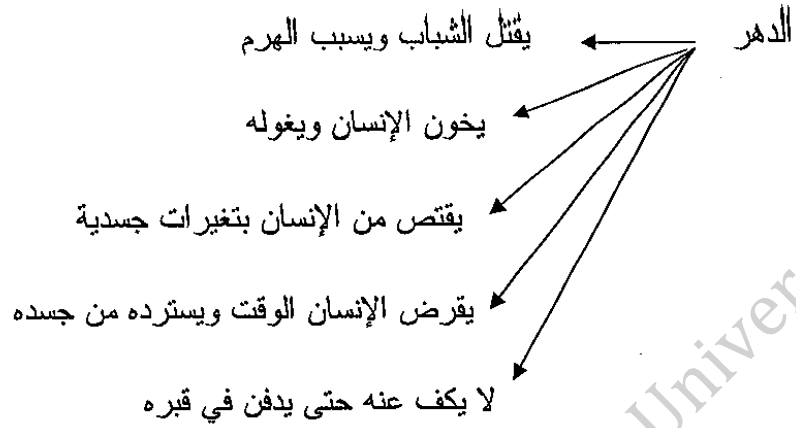 الدهر يقتل الشباب ويسبب الهرم
يخون الإنسان ويغوله
يقتص من الإنسان بتغيرات جسدية
يقرض الإنسان الوقت ويسترده من جسده
لا يكف عنه حتى يدفن في قبره
Univer